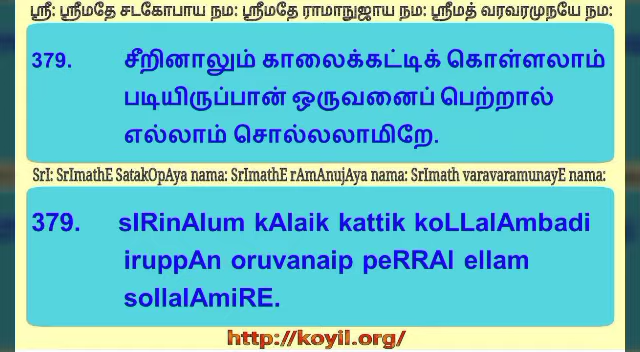 ஸ்ரீ: ஸ்ரீமதே சடகோபாய நம: ஸ்ரீமதே ராமாநுஜாய நம: ஸ்ரீமத் வரவரமுநயே நம:
379. சீறினாலும் காலைக்கட்டிக் கொள்ளலாம்
படியிருப்பான் ஒருவனைப் பெற்றால்
எல்லாம் சொல்லலாமிறே.
SrI: SrImathE SatakOpAya nama: SrImathE rAmAnujAya nama: SrImath varavaramunayE nama:
379. sIRinAlum kAlaik kattik koLLalAmbadi
iruppAn oruvanaip peRRAl ellam
sollalAmiRE.
http://koyil.org/